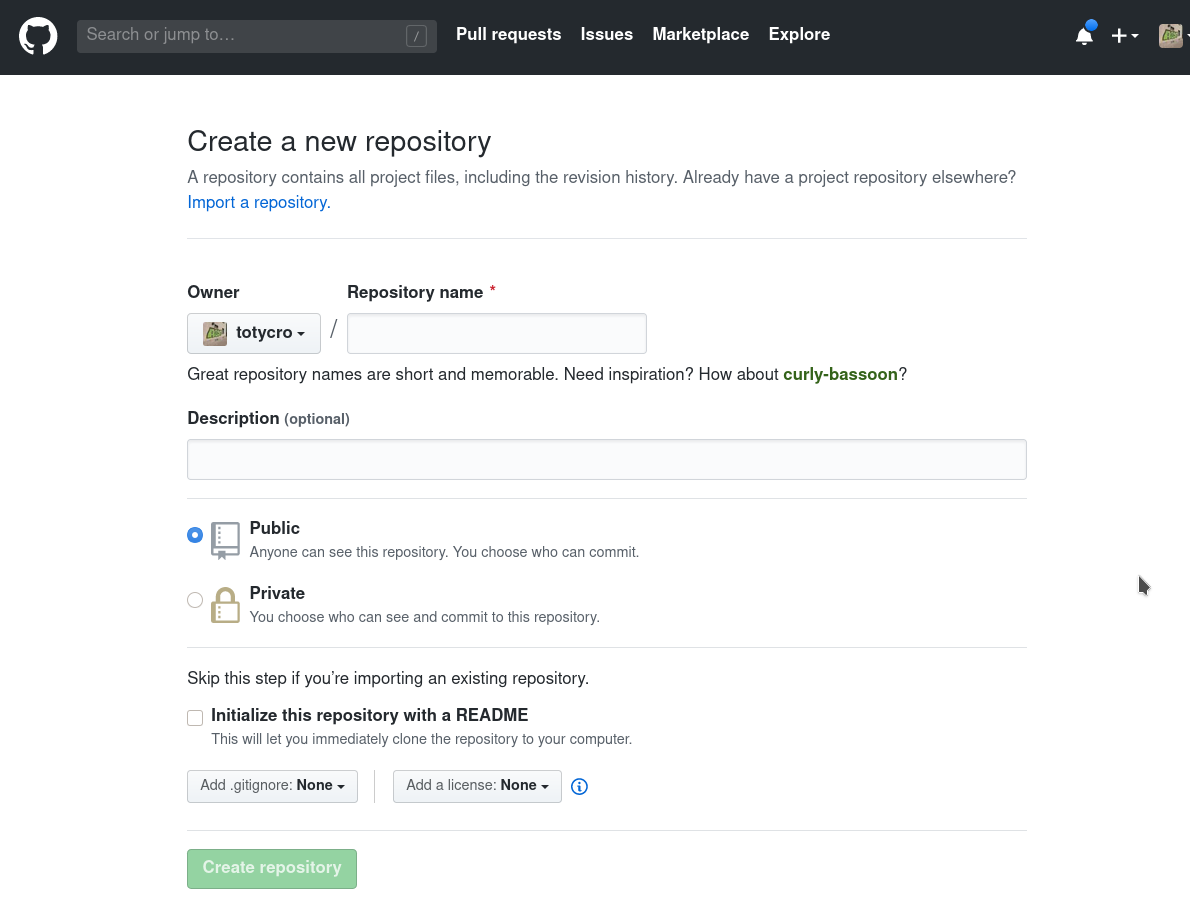 Search or jump to… /
Pull requests Issues Marketplace Explore
Create a new repository
A repository contains all project files, including the revision history. Already have a project repository elsewhere?
Import a repository.
Owner
Repository name *
totycro /
Great repository names are short and memorable. Need inspiration? How about curly-bassoon?
Description (optional)
Public
Anyone can see this repository. You choose who can commit.
Private
You choose who can see and commit to this repository.
Skip this step if you’re importing an existing repository.
Initialize this repository with a README
This will let you immediately clone the repository to your computer.
Add .gitignore: None
Add a license: None
Create repository